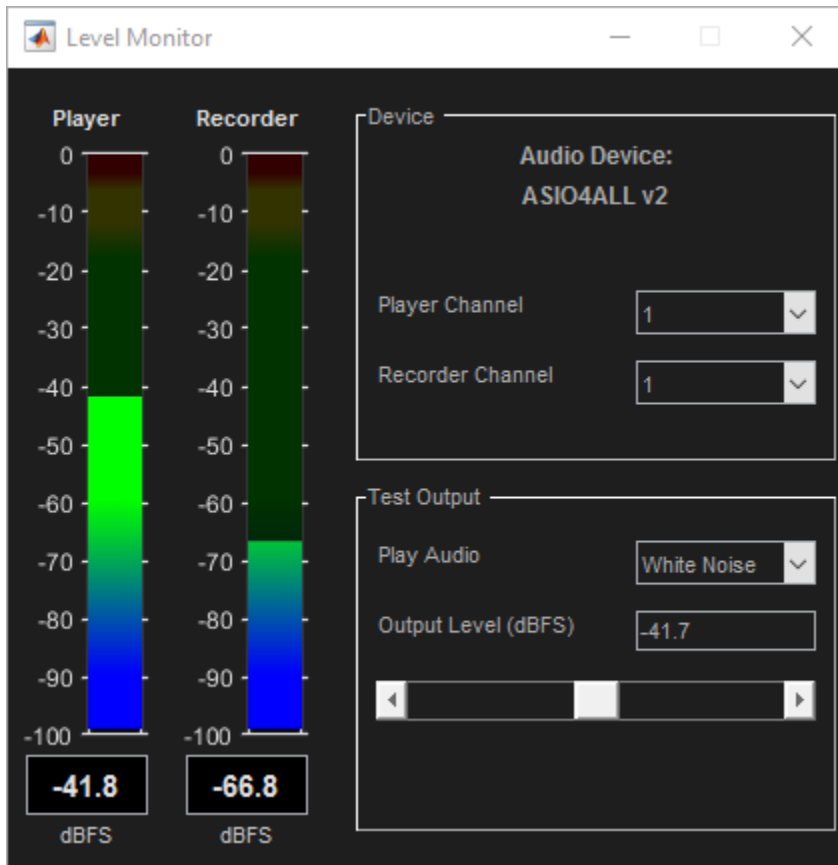 Level Monitor
Player
0
-10
-20
-30
-40
-50
-60
-70
-80
-90
-100
-41.8
dBFS
Recorder
0
-10
-20
-30
-40
-50
-60
-70
-80
-90
-100
-66.8
dBFS
Device
Audio Device:
ASIO4ALL v2
Player Channel 1
Recorder Channel 1
Test Output
Play Audio White Noise
Output Level (dBFS) -41.7